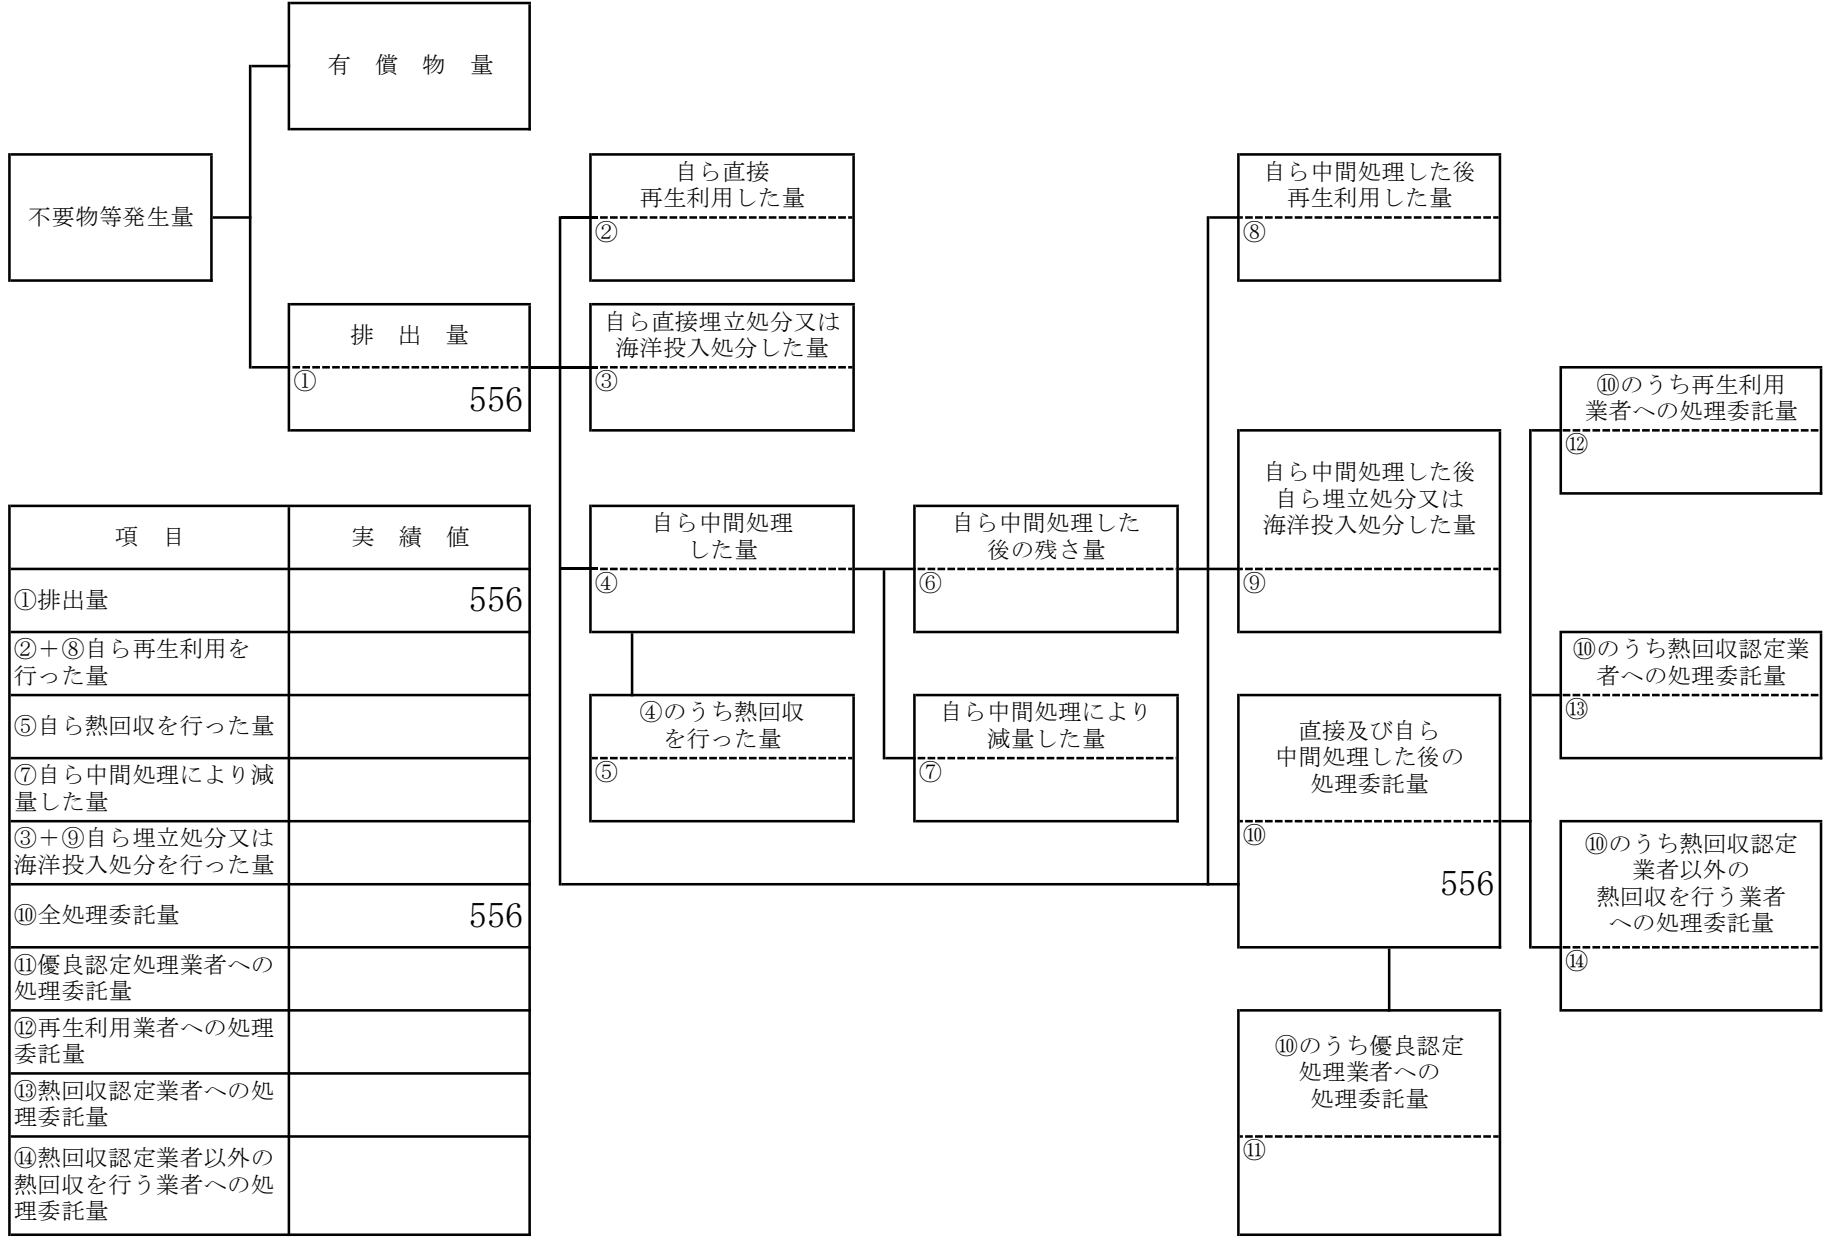 有　償　物　量
不要物等発生量
排　出　量
①
556
自ら直接
再生利用した量
②
自ら直接埋立処分又は
海洋投入処分した量
③
自ら中間処理
した量
④
④のうち熱回収
を行った量
⑤
自ら中間処理した
後の残さ量
⑥
自ら中間処理により
減量した量
⑦
自ら中間処理した後
再生利用した量
⑧
自ら中間処理した後
自ら埋立処分又は
海洋投入処分した量
⑨
直接及び自ら
中間処理した後の
処理委託量
⑩
556
⑩のうち優良認定
処理業者への
処理委託量
⑪
⑩のうち再生利用
業者への処理委託量
⑫
⑩のうち熱回収認定業
者への処理委託量
⑬
⑩のうち熱回収認定
業者以外の
熱回収を行う業者
への処理委託量
⑭
項　目
実　績　値
①排出量
556
②＋⑧自ら再生利用を
行った量
⑤自ら熱回収を行った量
⑦自ら中間処理により減
量した量
③＋⑨自ら埋立処分又は
海洋投入処分を行った量
⑩全処理委託量
556
⑪優良認定処理業者への
処理委託量
⑫再生利用業者への処理
委託量
⑬熱回収認定業者への処
理委託量
⑭熱回収認定業者以外の
熱回収を行う業者への処
理委託量